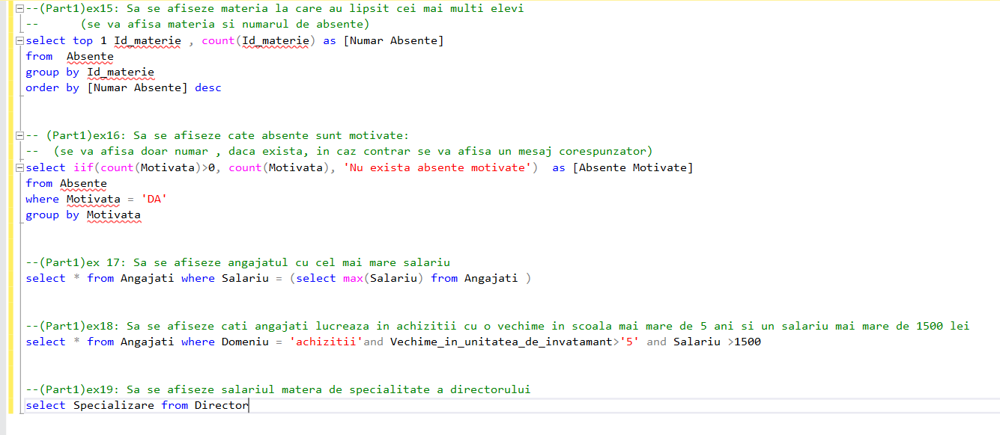 --(Part1)ex15: Sa se afiseze materia la care au lipsit cei mai multi elevi
--      (se va afisa materia si numarul de absente)
select top 1 Id_materie , count(Id_materie) as [Numar Absente]
from  Absente
group by Id_materie
order by [Numar Absente] desc
-- (Part1)ex16: Sa se afiseze cate absente sunt motivate:
--  (se va afisa doar numar , daca exista, in caz contrar se va afisa un mesaj corespunzator)
select iif(count(Motivata)>0, count(Motivata), 'Nu exista absente motivate')  as [Absente Motivate]
from Absente
where Motivata = 'DA'
group by Motivata
--(Part1)ex 17: Sa se afiseze angajatul cu cel mai mare salariu
select * from Angajati where Salariu = (select max(Salariu) from Angajati )
--(Part1)ex18: Sa se afiseze cati angajati lucreaza in achizitii cu o vechime in scoala mai mare de 5 ani si un salariu mai mare de 1500 lei
select * from Angajati where Domeniu = 'achizitii'and Vechime_in_unitatea_de_invatamant>'5' and Salariu >1500
--(Part1)ex19: Sa se afiseze salariul matera de specialitate a directorului
select Specializare from Director